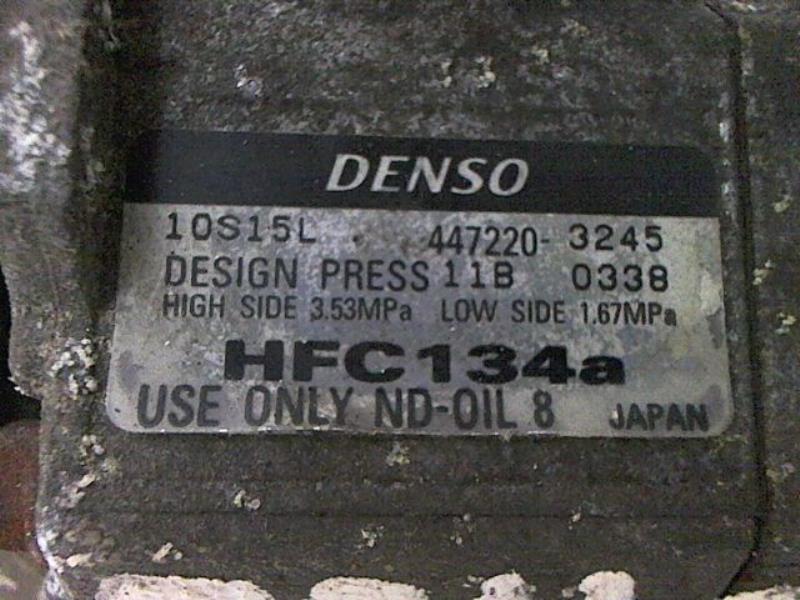 DENSO
10S15L 447220-3245
DESIGN PRESS 11B 0338
HIGH SIDE 3.53MPa LOW SIDE 1.67MPa
HFC134a
USE ONLY ND-OIL 8 JAPAN